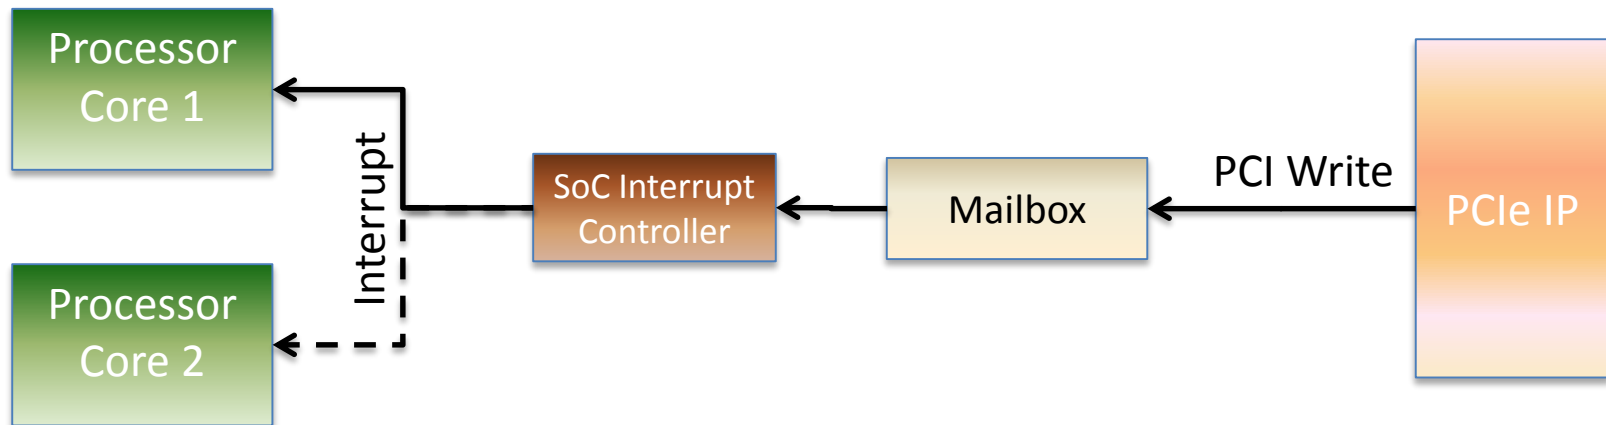 Processor
Core 1
Interrupt
SoC Interrupt
Controller
Mailbox
PCI Write
PCIe IP
Processor
Core 2